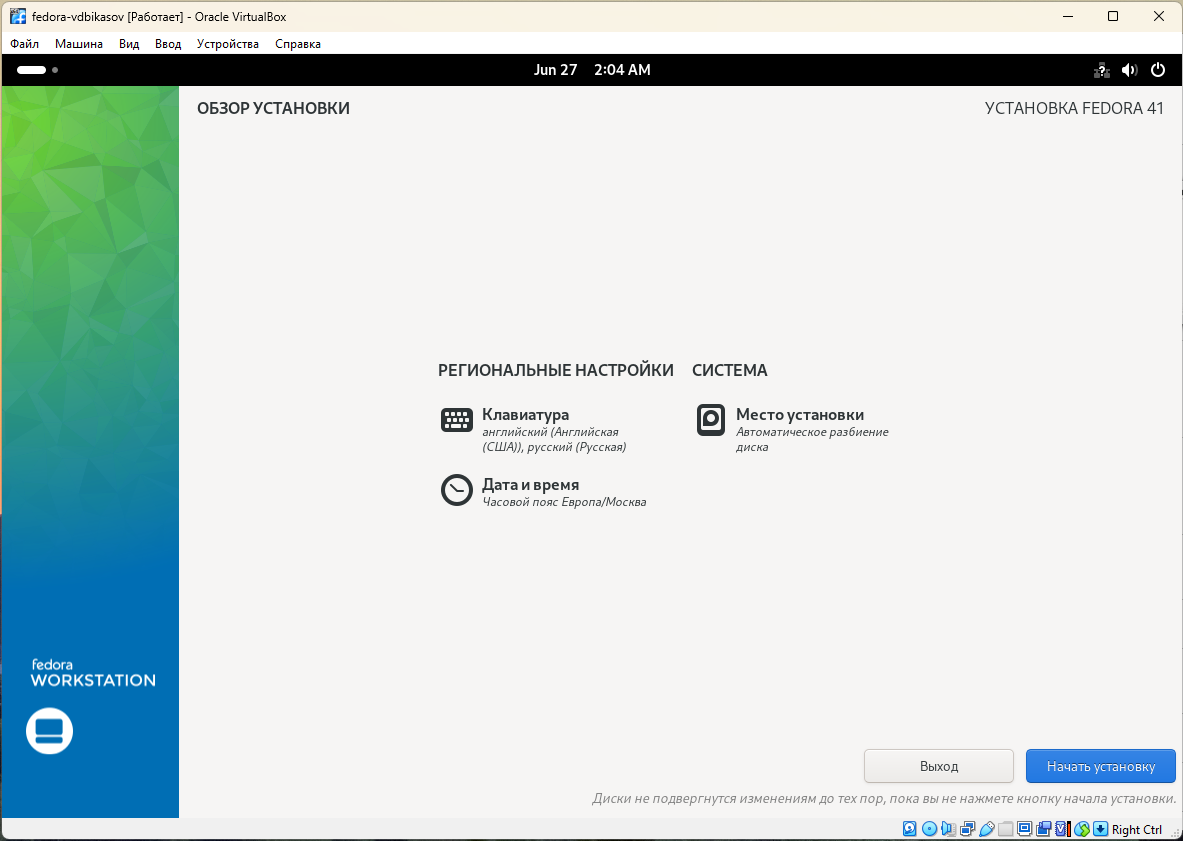 fedora-vdbikasov [Работает] - Oracle VirtualBox
Файл Машина Вид Ввод Устройства Справка
Jun 27 2:04 AM
ОБЗОР УСТАНОВКИ
УСТАНОВКА FEDORA 41
РЕГИОНАЛЬНЫЕ НАСТРОЙКИ
Клавиатура
английский (Английская
(США)), русский (Русская)
Дата и время
Часовой пояс Европа/Москва
СИСТЕМА
Место установки
Автоматическое разбиение
диска
fedora
WORKSTATION
Выход
Начать установку
Диски не подвергнутся изменениям до тех пор, пока вы не нажмете кнопку начала установки.
Right Ctrl